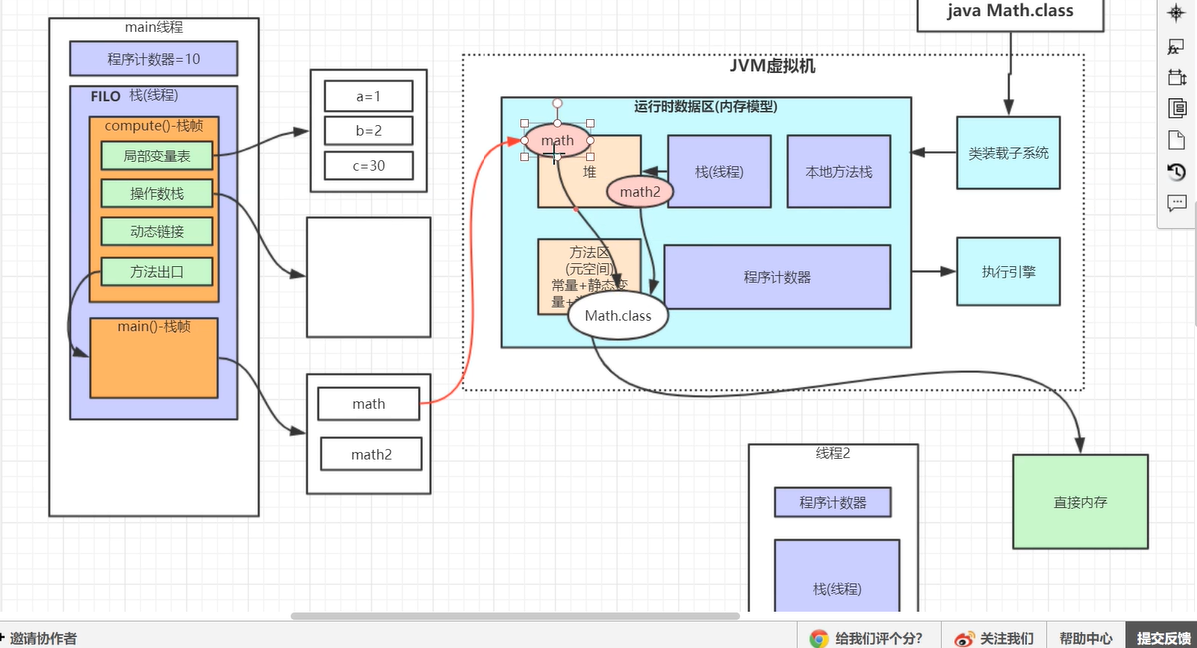 java Math.class
main线程
程序计数器=10
FILO 栈(线程)
compute()-栈帧
局部变量表
操作数栈
动态链接
方法出口
main()-栈帧
a=1
b=2
c=30
math
math2
JVM虚拟机
运行时数据区(内存模型)
math
堆
math2
栈(线程)
本地方法栈
方法区
(元空间)
常量+静态变
量+
Math.class
程序计数器
类装载子系统
执行引擎
直接内存
线程2
程序计数器
栈(线程)
邀请协作者
给我们评个分?
关注我们
帮助中心
提交反馈